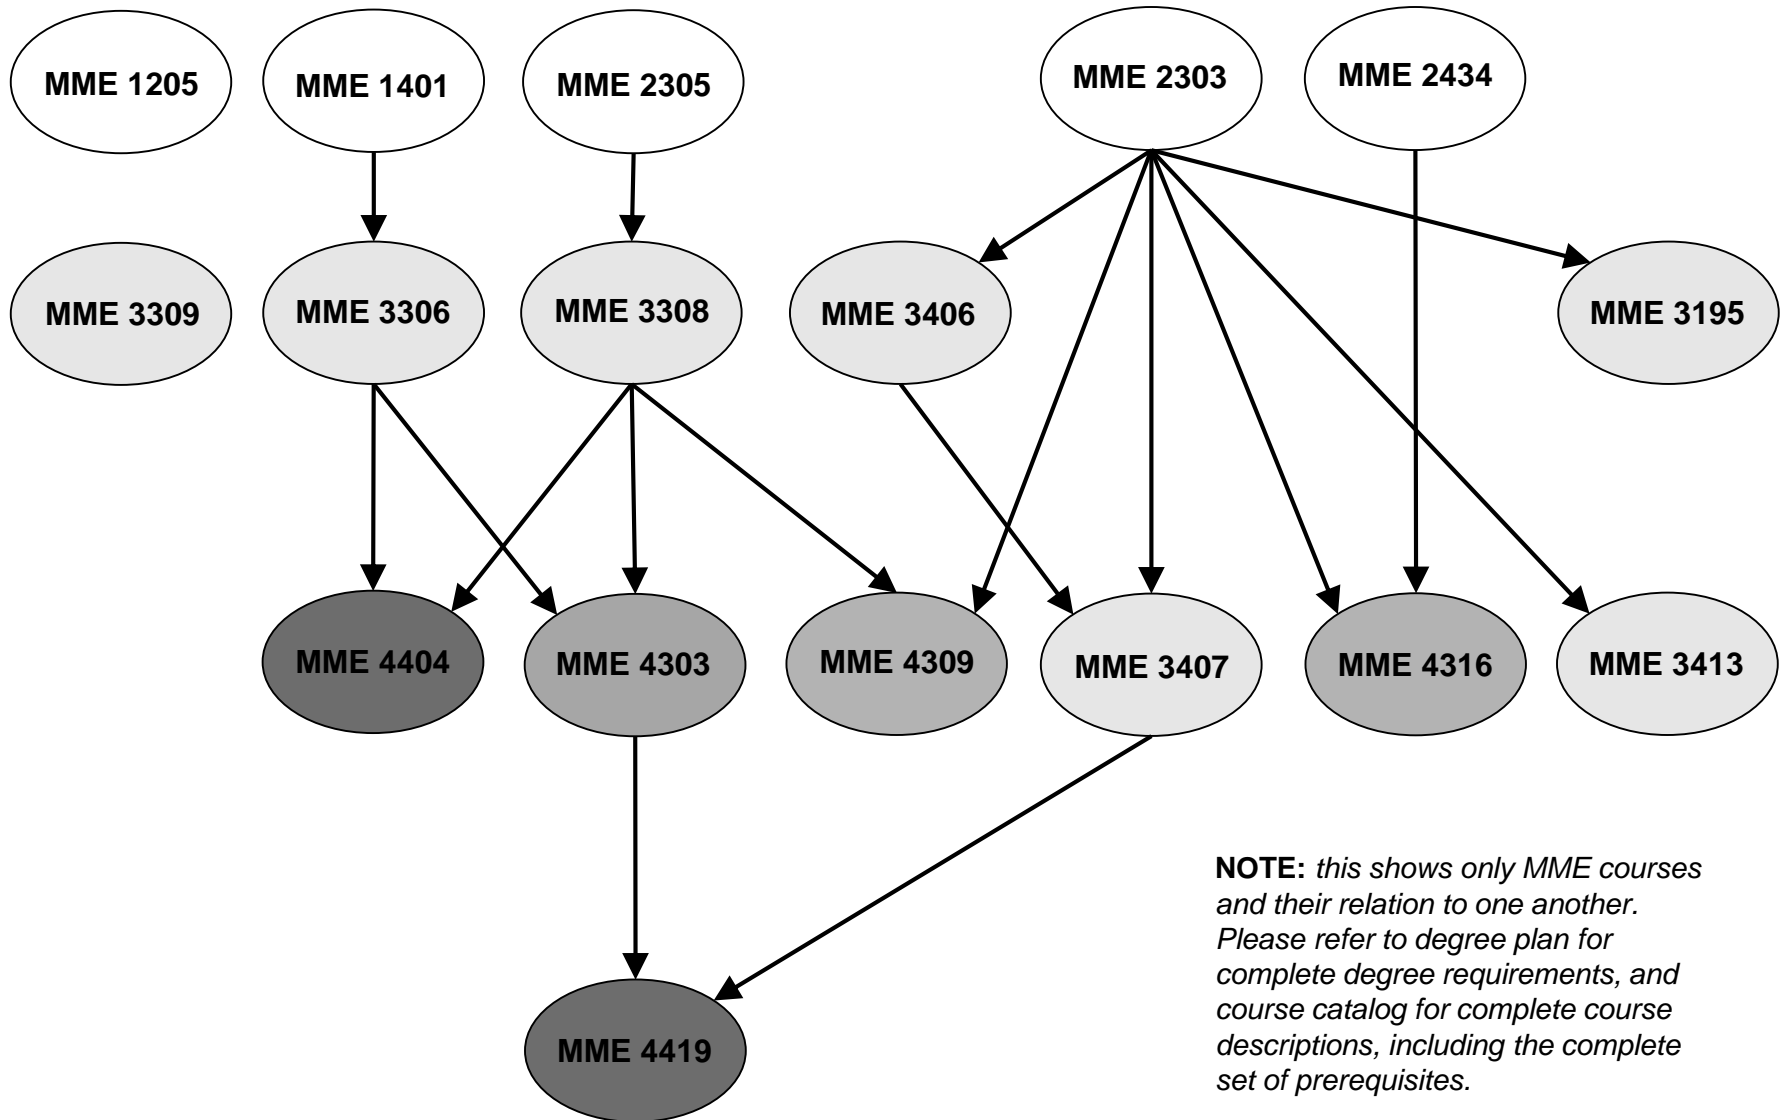 MME 1205
MME 1401
MME 2305
MME 2303
MME 2434
MME 3309
MME 3306
MME 3308
MME 3406
MME 3195
MME 4404
MME 4303
MME 4309
MME 3407
MME 4316
MME 3413
MME 4419
NOTE: this shows only MME courses
and their relation to one another.
Please refer to degree plan for
complete degree requirements, and
course catalog for complete course
descriptions, including the complete
set of prerequisites.